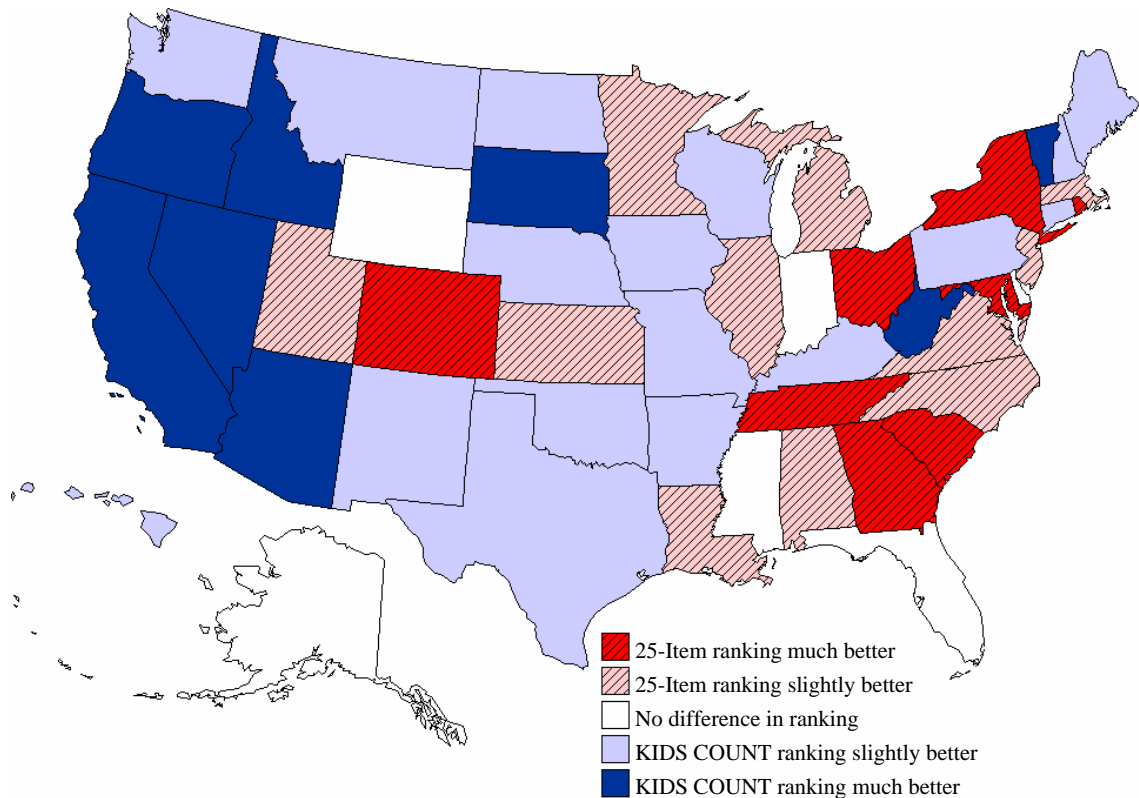 25-Item ranking much better
25-Item ranking slightly better
No difference in ranking
KIDS COUNT ranking slightly better
KIDS COUNT ranking much better